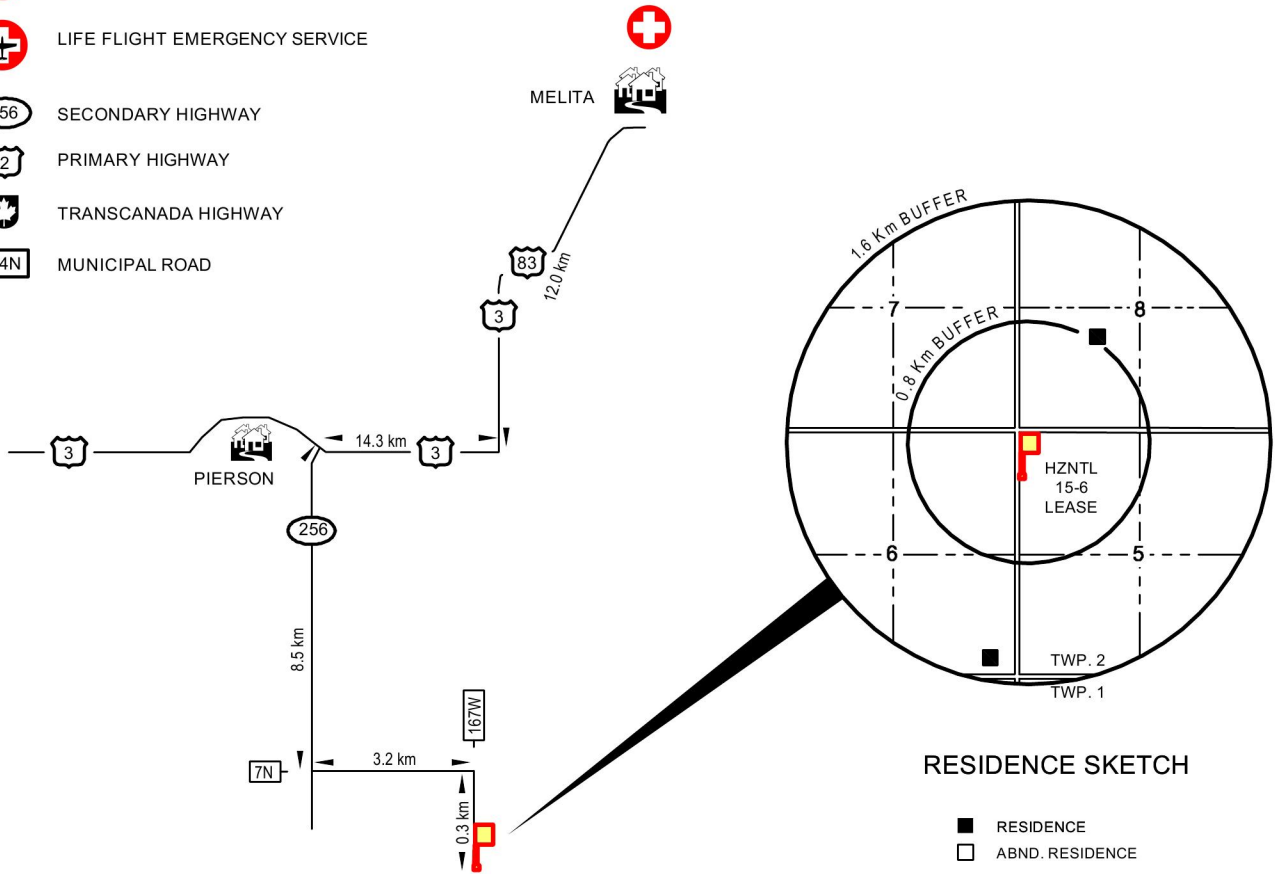 LIFE FLIGHT EMERGENCY SERVICE
SECONDARY HIGHWAY
2
PRIMARY HIGHWAY
TRANSCANADA HIGHWAY
MUNICIPAL ROAD
MELITA
83
12.0 km
3
3
14.3 km
3
PIERSON
256
8.5 km
167W
7N
3.2 km
0.3 km
1.6 Km BUFFER
7
8
0.8 Km BUFFER
HZNTL
15-6
LEASE
6
5
TWP. 2
TWP. 1
RESIDENCE SKETCH
RESIDENCE
ABND. RESIDENCE